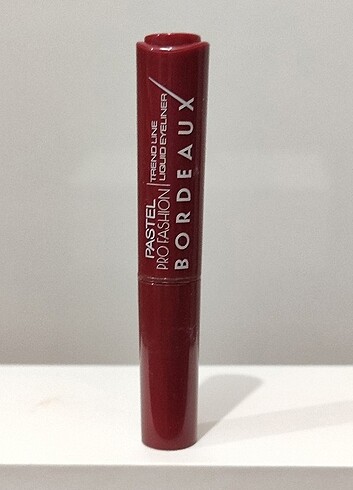 PASTEL
PRO FASHION
TREND LINE
LIQUID EYELINER
BORDEAUX